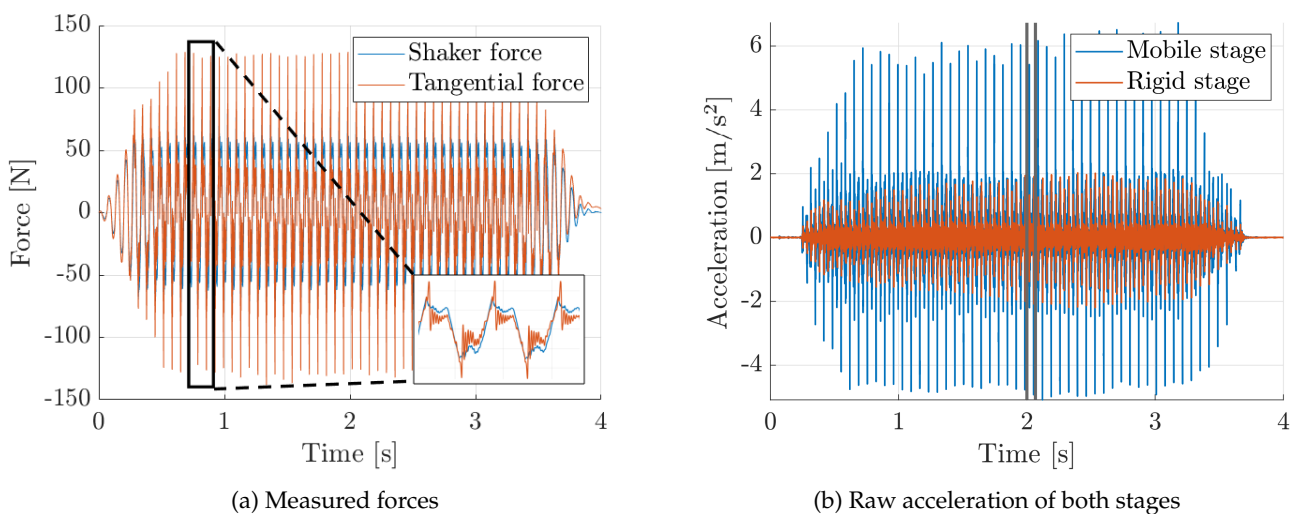 150
100
50
0
-50
-100
-150
Force [N]
Shaker force
Tangential force
0
1
2
3
4
Time [s]
(a) Measured forces
6
4
2
0
-2
-4
Acceleration [m/s²]
Mobile stage
Rigid stage
0
1
2
3
4
Time [s]
(b) Raw acceleration of both stages